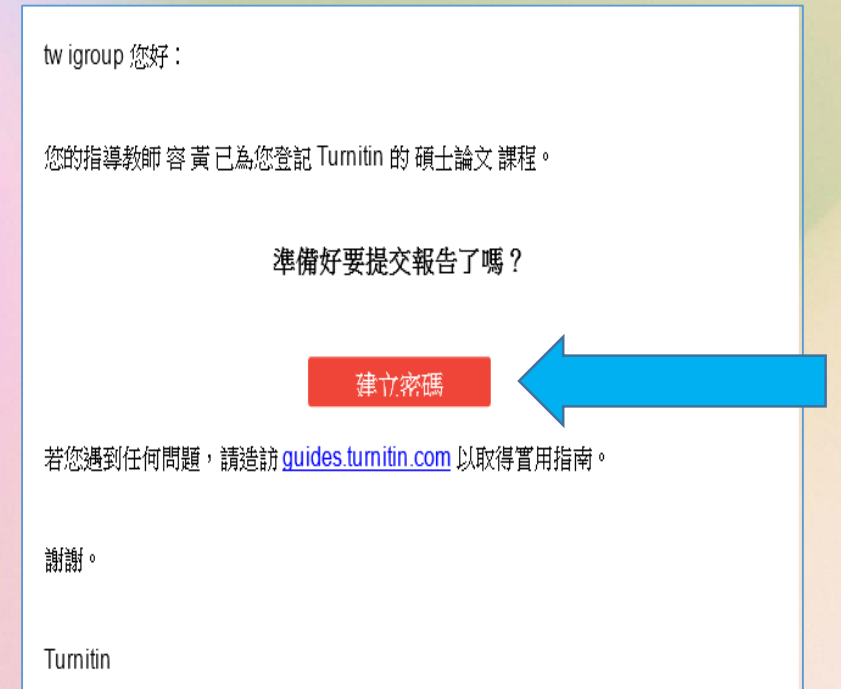 tw igroup 您好：
您的指導教師 容 黃 已為您登記 Turnitin 的 碩士論文 課程。
準備好要提交報告了嗎？
建立密碼
若您遇到任何問題，請造訪 guides.turnitin.com 以取得實用指南。
謝謝。
Turnitin